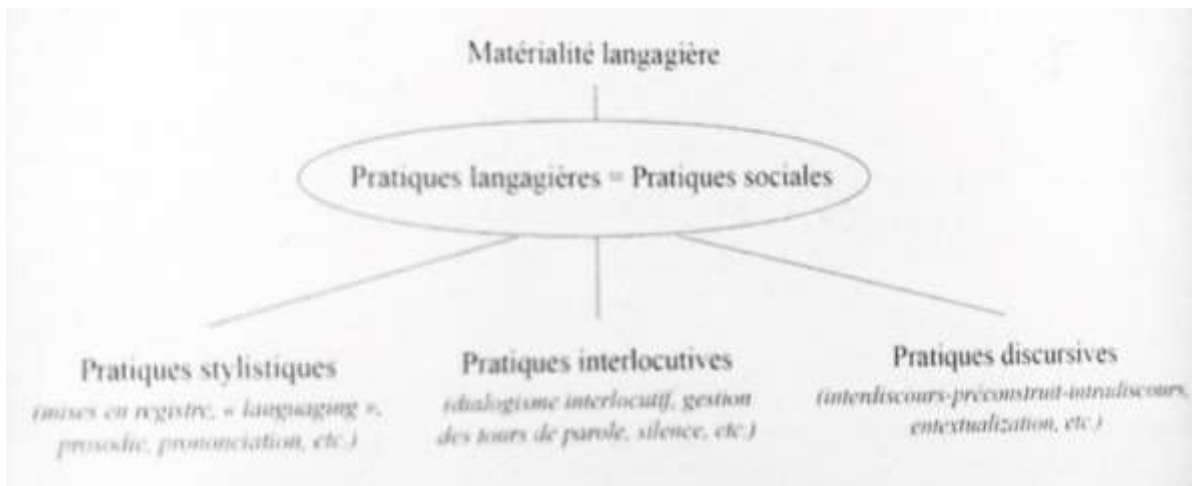 Matérialité langagière
Pratiques langagières = Pratiques sociales
Pratiques stylistiques
(mises en registre, « languaging »,
prosodie, prononciation, etc.)
Pratiques interlocutives
(dialogisme interlocutif, gestion
des tours de parole, silence, etc.)
Pratiques discursives
(interdiscours-préconstruit-intradiscours,
entextualization, etc.)